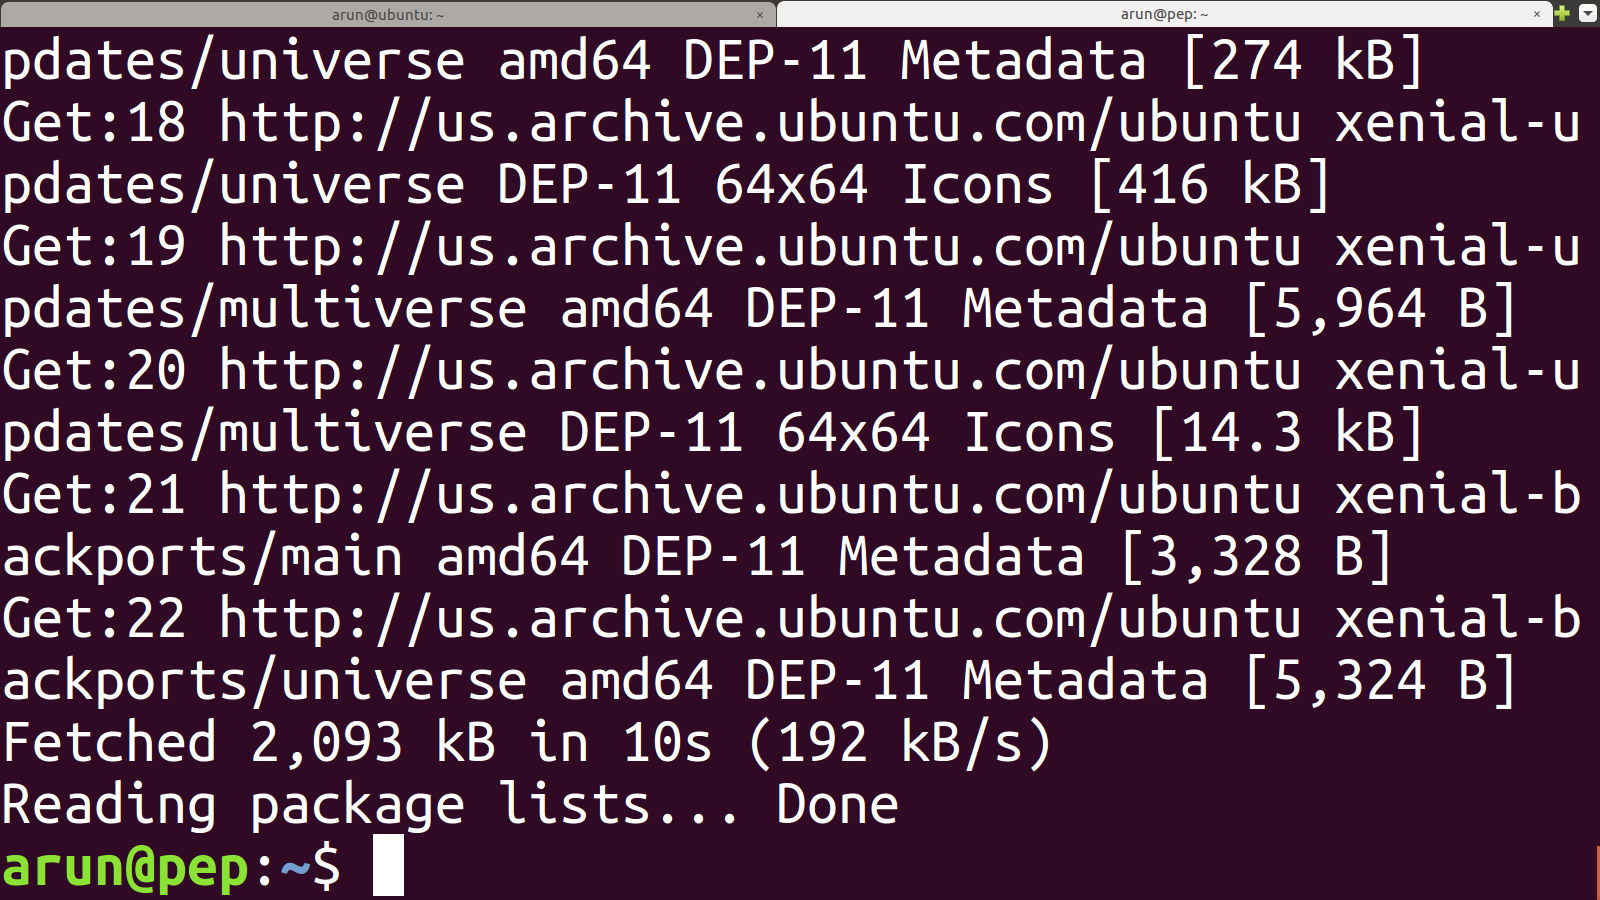 arun@ubuntu: ~ × arun@pep: ~ ×
pdates/universe amd64 DEP-11 Metadata [274 kB]
Get:18 http://us.archive.ubuntu.com/ubuntu xenial-u
pdates/universe DEP-11 64x64 Icons [416 kB]
Get:19 http://us.archive.ubuntu.com/ubuntu xenial-u
pdates/multiverse amd64 DEP-11 Metadata [5,964 B]
Get:20 http://us.archive.ubuntu.com/ubuntu xenial-u
pdates/multiverse DEP-11 64x64 Icons [14.3 kB]
Get:21 http://us.archive.ubuntu.com/ubuntu xenial-b
ackports/main amd64 DEP-11 Metadata [3,328 B]
Get:22 http://us.archive.ubuntu.com/ubuntu xenial-b
ackports/universe amd64 DEP-11 Metadata [5,324 B]
Fetched 2,093 kB in 10s (192 kB/s)
Reading package lists... Done
arun@pep:~$